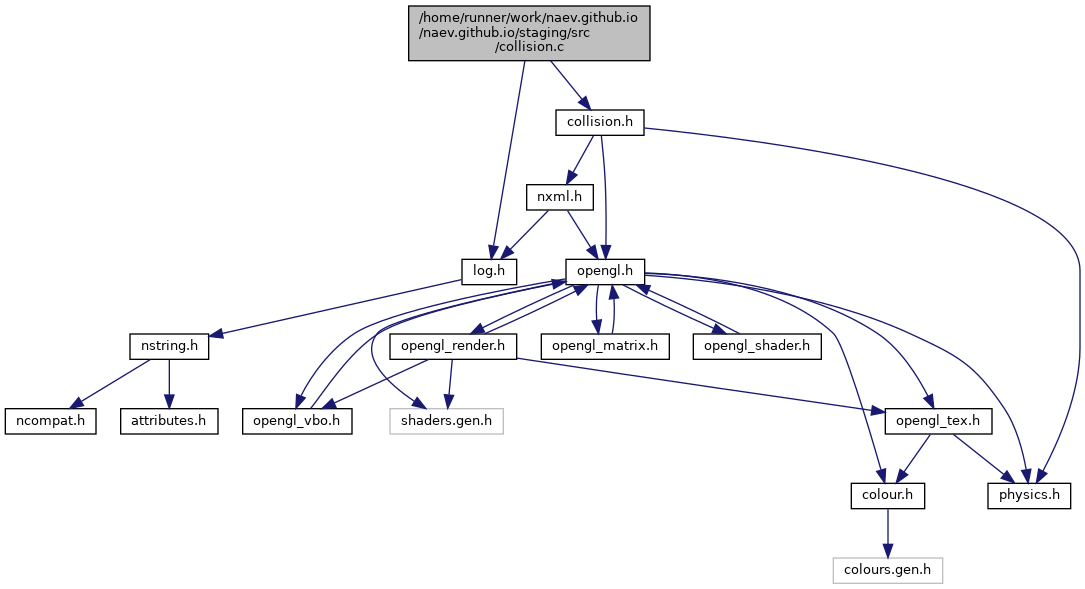 /home/runner/work/naev.github.io
/naev.github.io/staging/src
/collision.c
collision.h
nxml.h
log.h
opengl.h
nstring.h
opengl_render.h
opengl_matrix.h
opengl_shader.h
ncompat.h
attributes.h
opengl_vbo.h
shaders.gen.h
opengl_tex.h
colour.h
physics.h
colours.gen.h